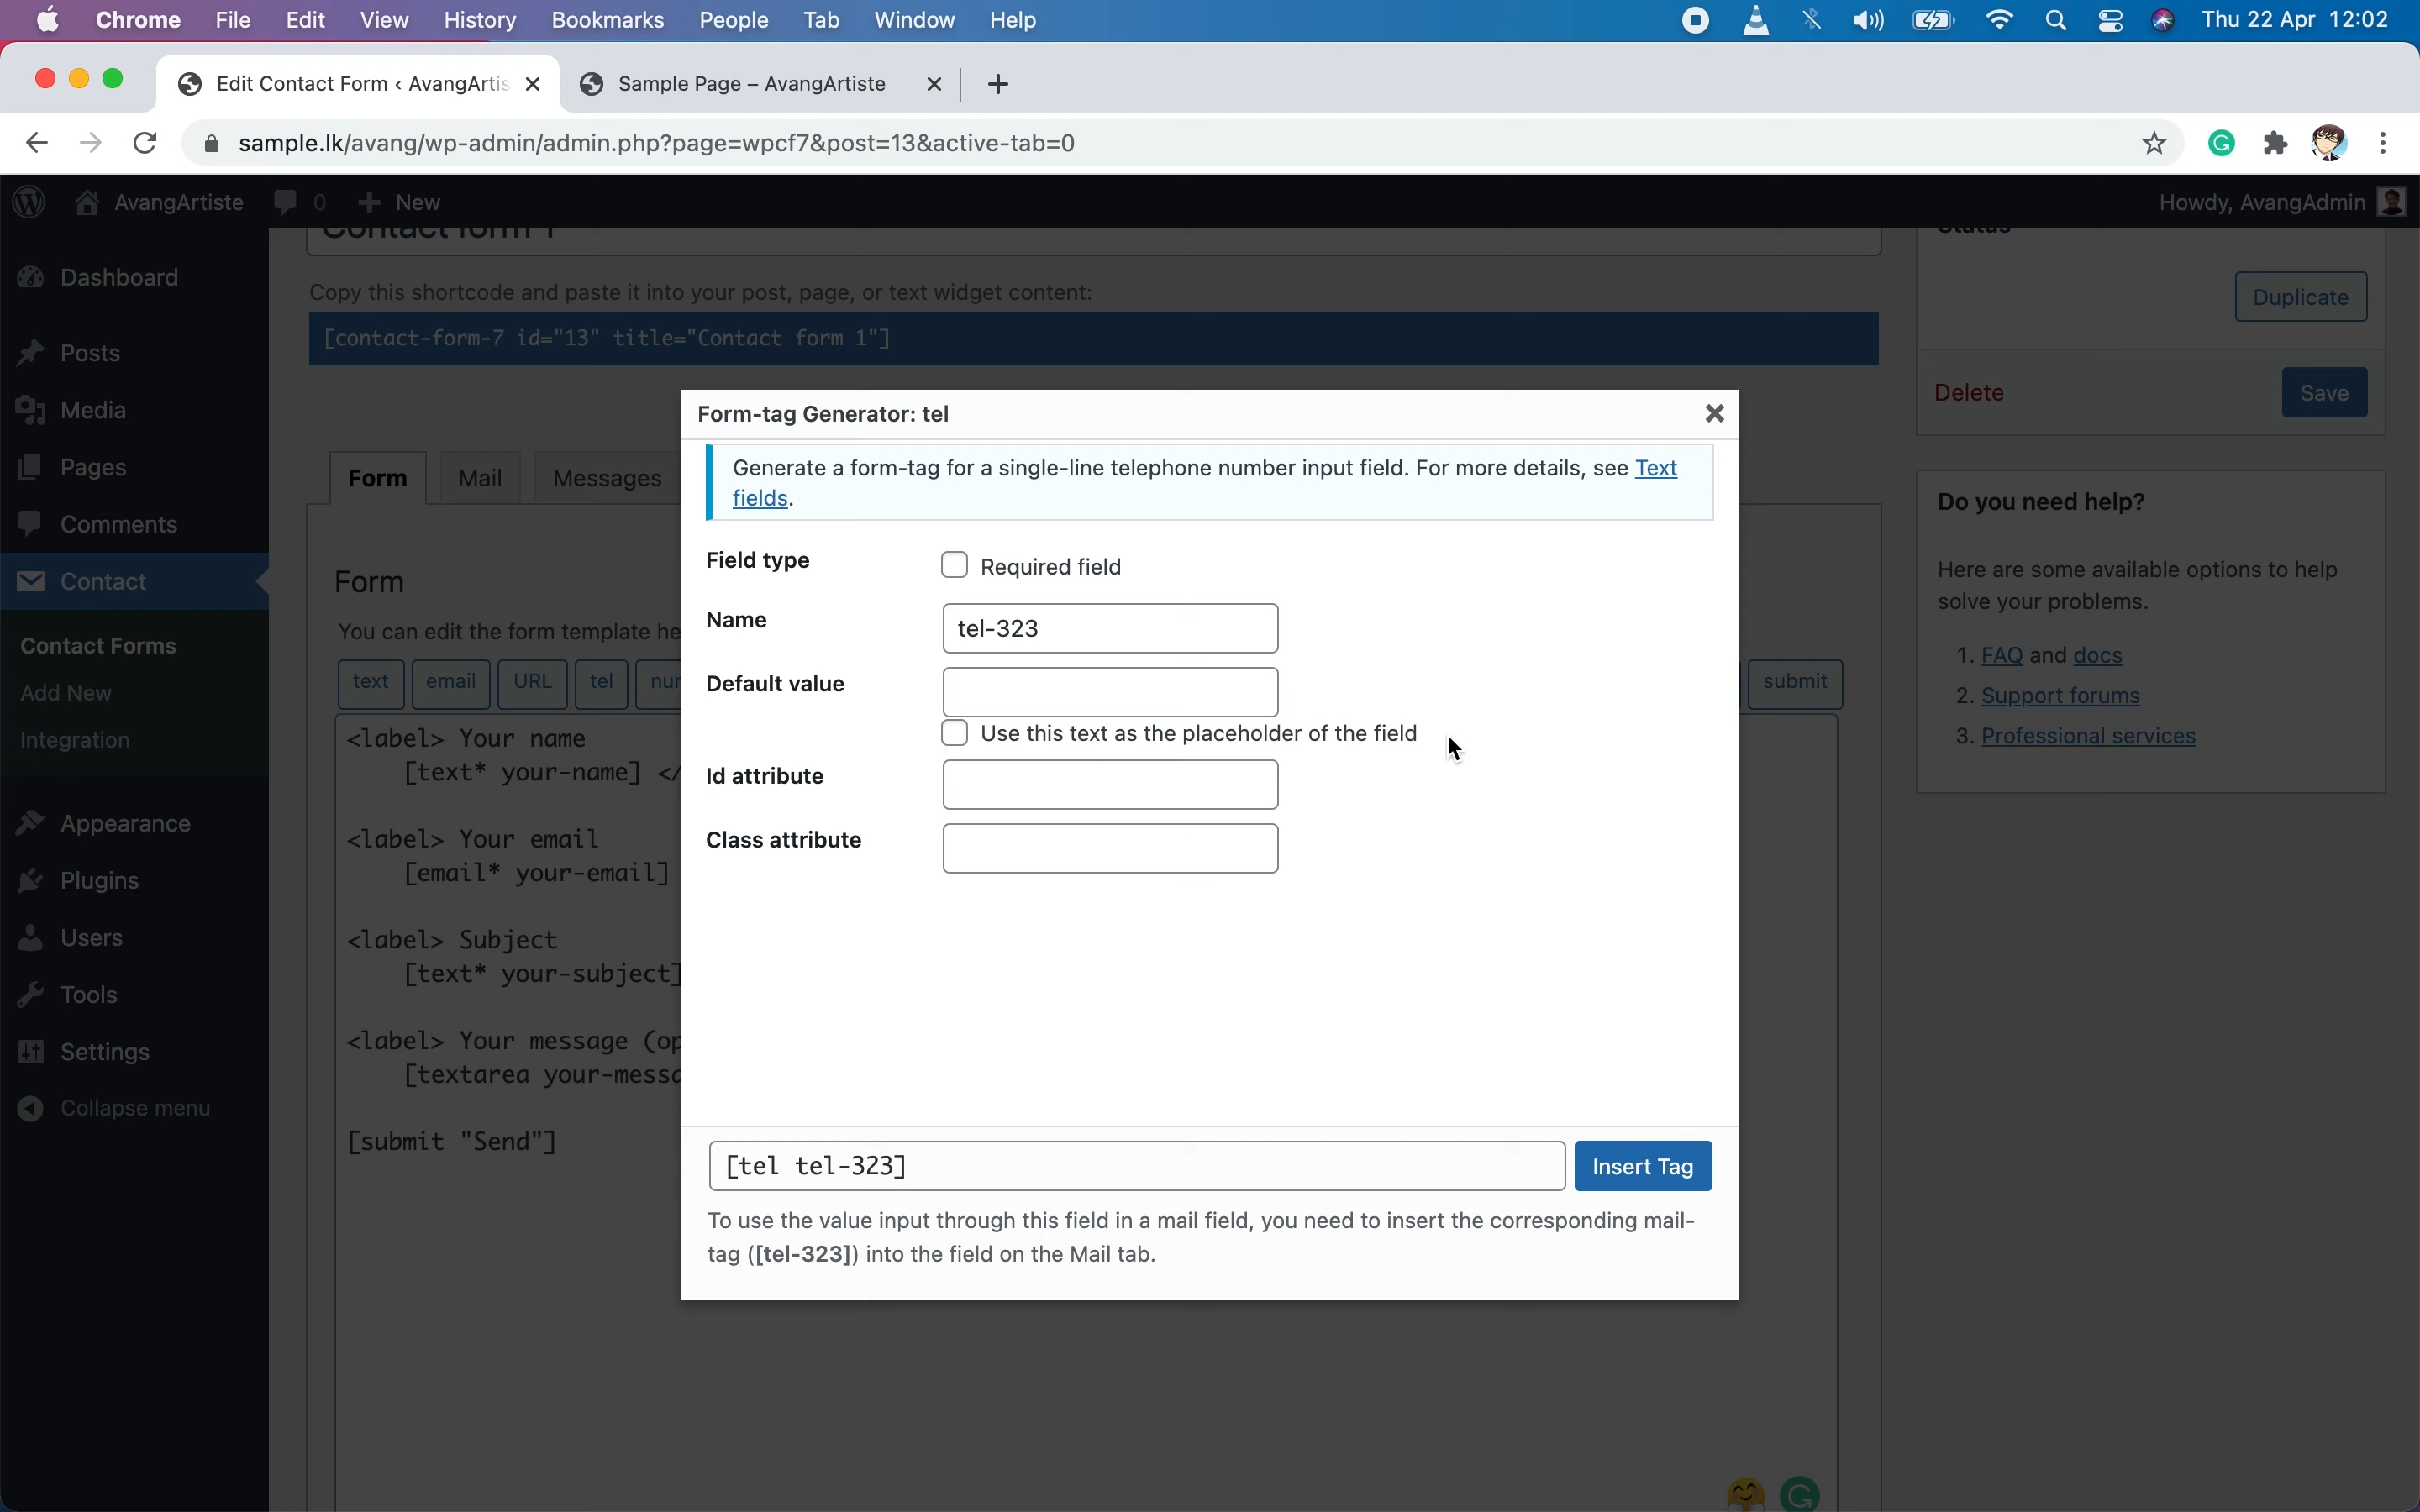 Chrome File Edit View History Bookmarks People Tab Window Help Thu 22 Apr 12:02
Edit Contact Form ‹ AvangArtis Sample Page – AvangArtiste
sample.lk/avang/wp-admin/admin.php?page=wpcf7&post=13&active-tab=0
AvangArtiste 0 New Howdy, AvangAdmin
Contact form 1 Status
Dashboard
Posts
Media
Pages
Comments
Contact
Contact Forms
Add New
Integration
Appearance
Plugins
Users
Tools
Settings
Collapse menu
Copy this shortcode and paste it into your post, page, or text widget content:
[contact-form-7 id="13" title="Contact form 1"]
Form Mail Messages
Form
You can edit the form template he
text email URL tel nur submit
<label> Your name
[text* your-name] </
<label> Your email
[email* your-email]
<label> Subject
[text* your-subject]
<label> Your message (op
[textarea your-messa
[submit "Send"]
Form-tag Generator: tel
Generate a form-tag for a single-line telephone number input field. For more details, see Text
fields.
Field type Required field
Name tel-323
Default value
Use this text as the placeholder of the field
Id attribute
Class attribute
[tel tel-323] Insert Tag
To use the value input through this field in a mail field, you need to insert the corresponding mail-
tag ([tel-323]) into the field on the Mail tab.
Duplicate
Delete Save
Do you need help?
Here are some available options to help
solve your problems.
1. FAQ and docs
2. Support forums
3. Professional services